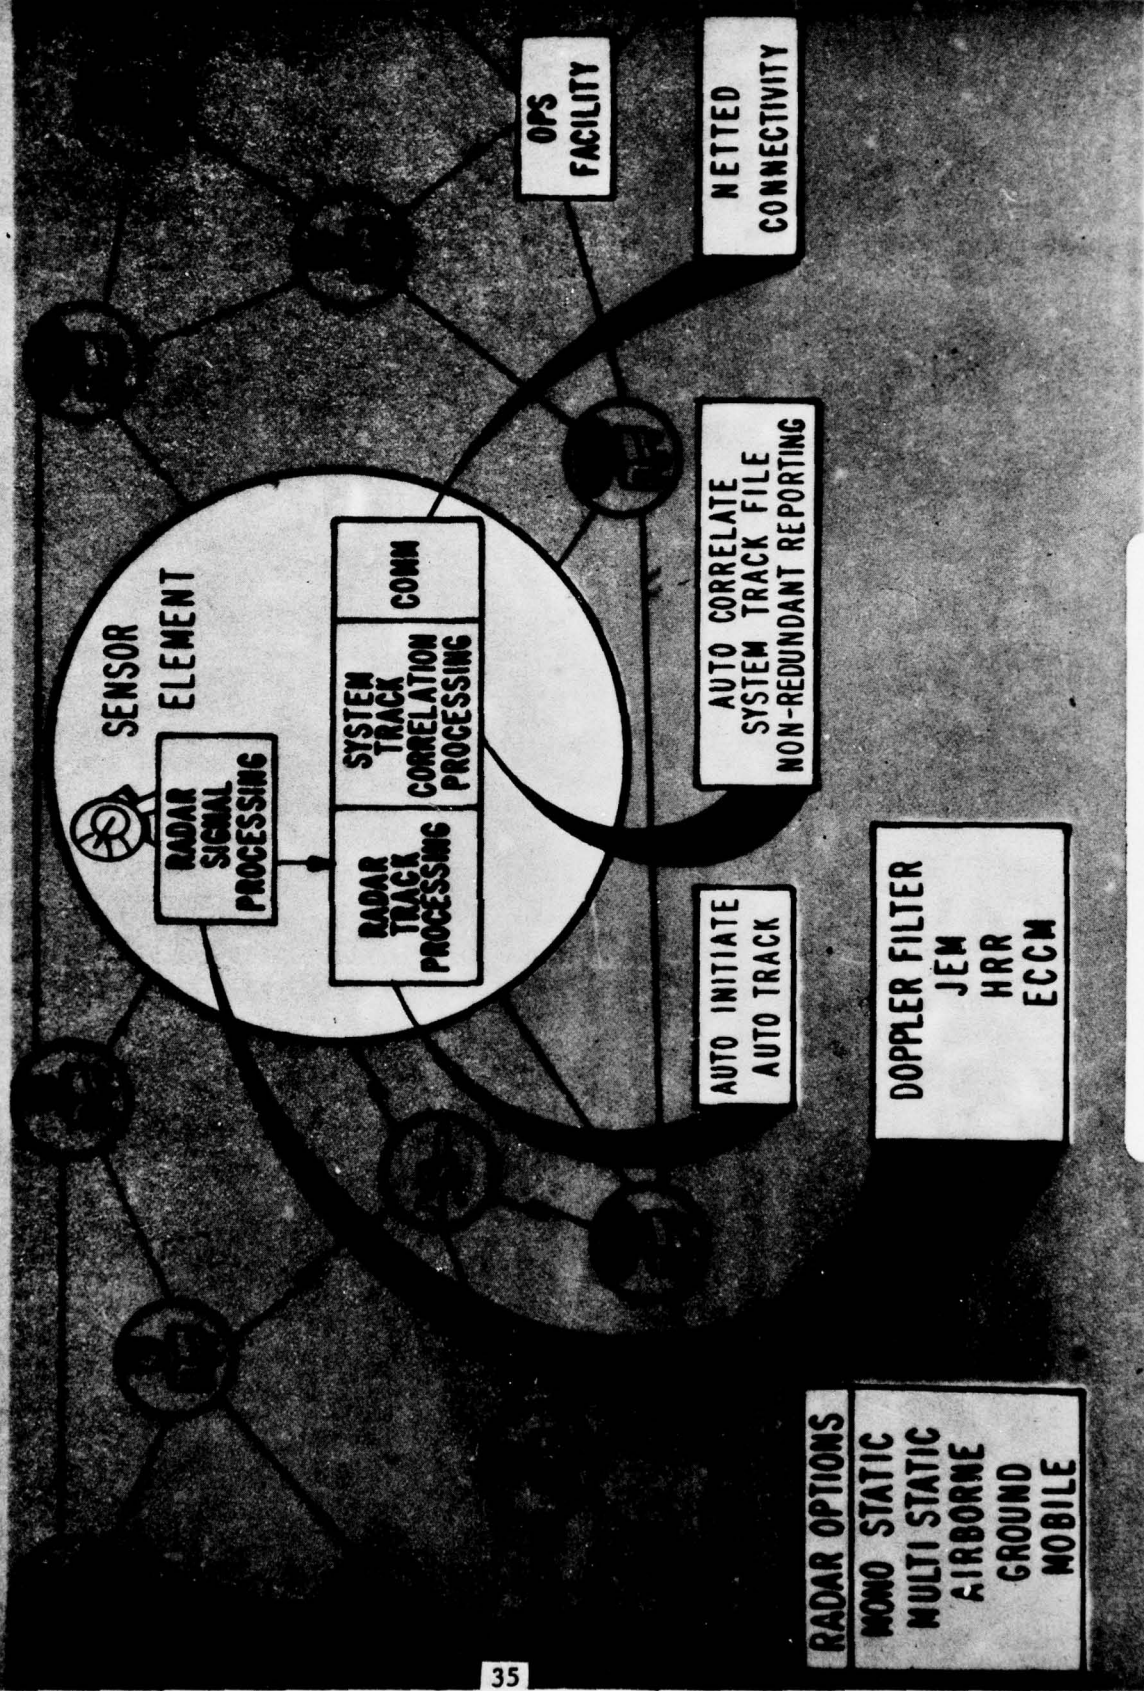 SENSOR
ELEMENT
RADAR
SIGNAL
PROCESSING
RADAR
TRACK
PROCESSING
SYSTEM
TRACK
CORRELATION
PROCESSING
COMM
OPS
FACILITY
NETTED
CONNECTIVITY
AUTO CORRELATE
SYSTEM TRACK FILE
NON-REDUNDANT REPORTING
AUTO INITIATE
AUTO TRACK
DOPPLER FILTER
JEM
HRR
ECCM
RADAR OPTIONS
MONO STATIC
MULTI STATIC
AIRBORNE
GROUND
MOBILE
35